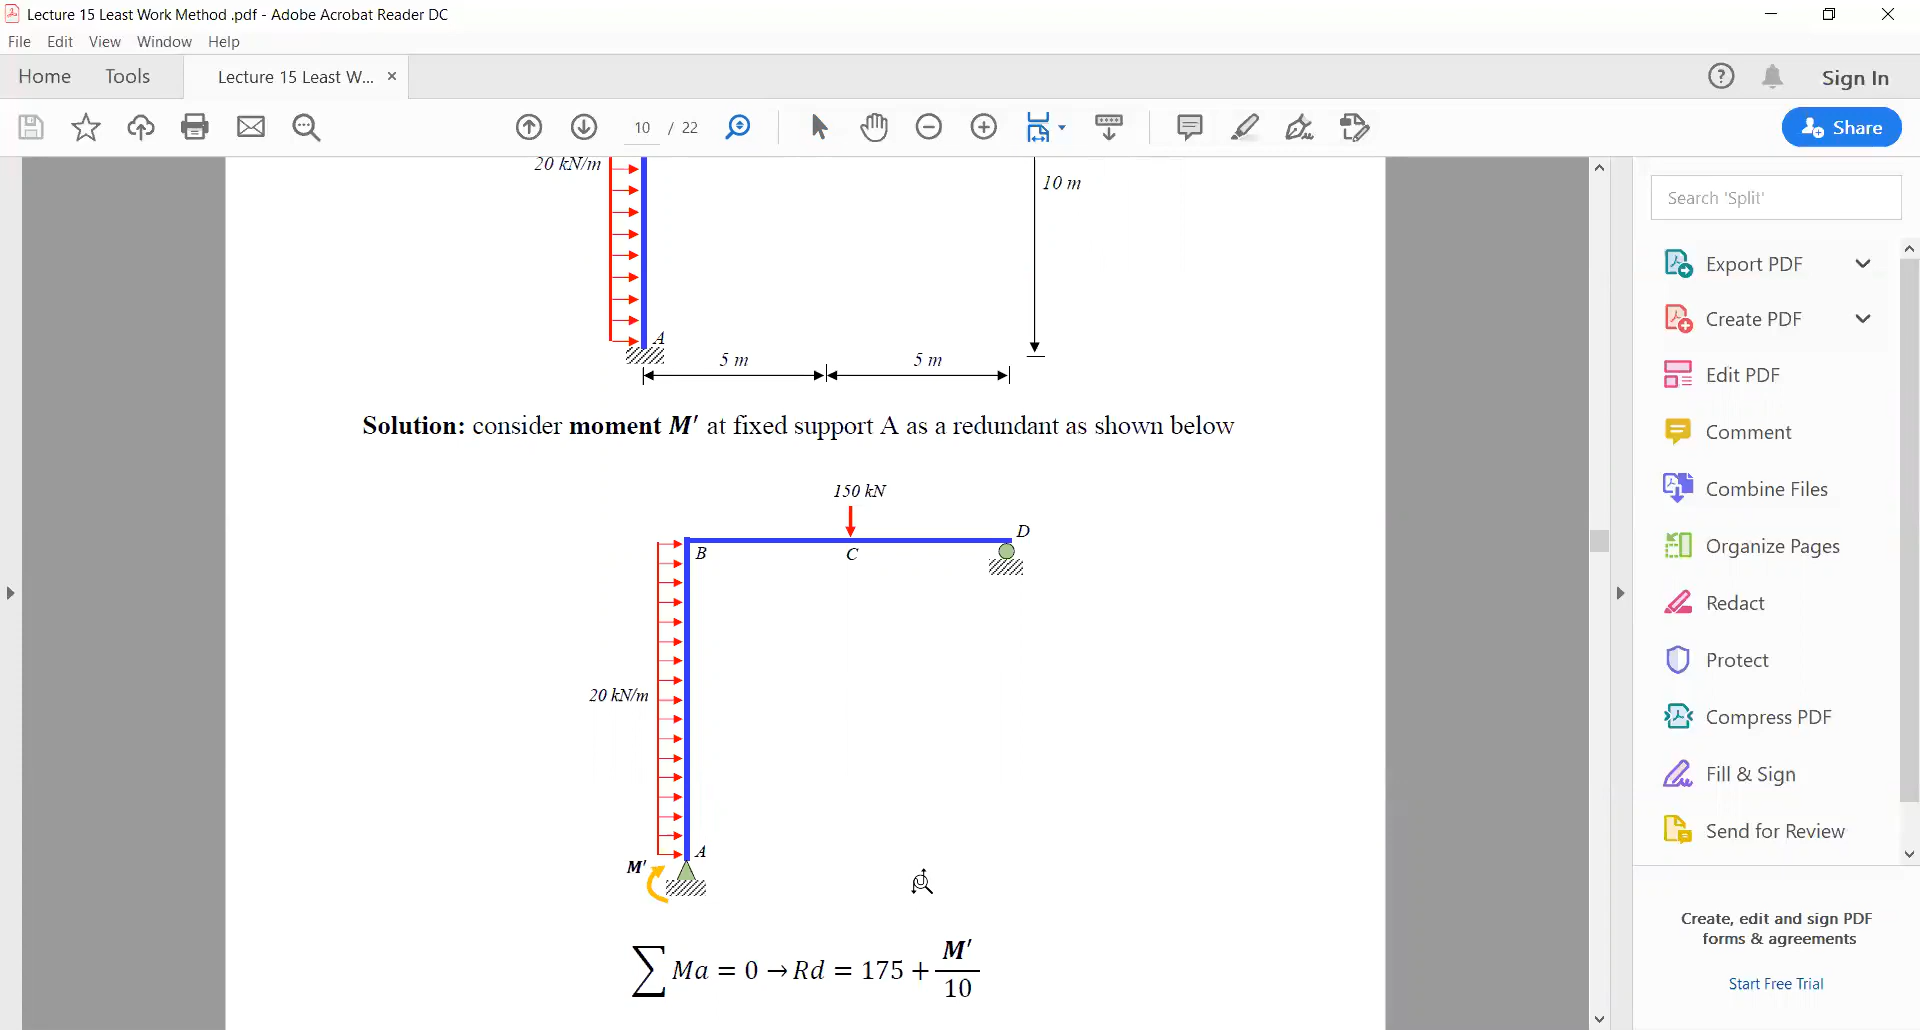 Lecture 15 Least Work Method .pdf - Adobe Acrobat Reader DC
File Edit View Window Help
Home Tools Lecture 15 Least W... × Sign In
10 / 22 Share
20 kN/m
10 m
A
5 m 5 m
Solution: consider moment M' at fixed support A as a redundant as shown below
150 kN
D
B C
20 kN/m
A
M'
∑ Ma = 0 → Rd = 175 + M'/10
Search 'Split'
Export PDF
Create PDF
Edit PDF
Comment
Combine Files
Organize Pages
Redact
Protect
Compress PDF
Fill & Sign
Send for Review
Create, edit and sign PDF
forms & agreements
Start Free Trial